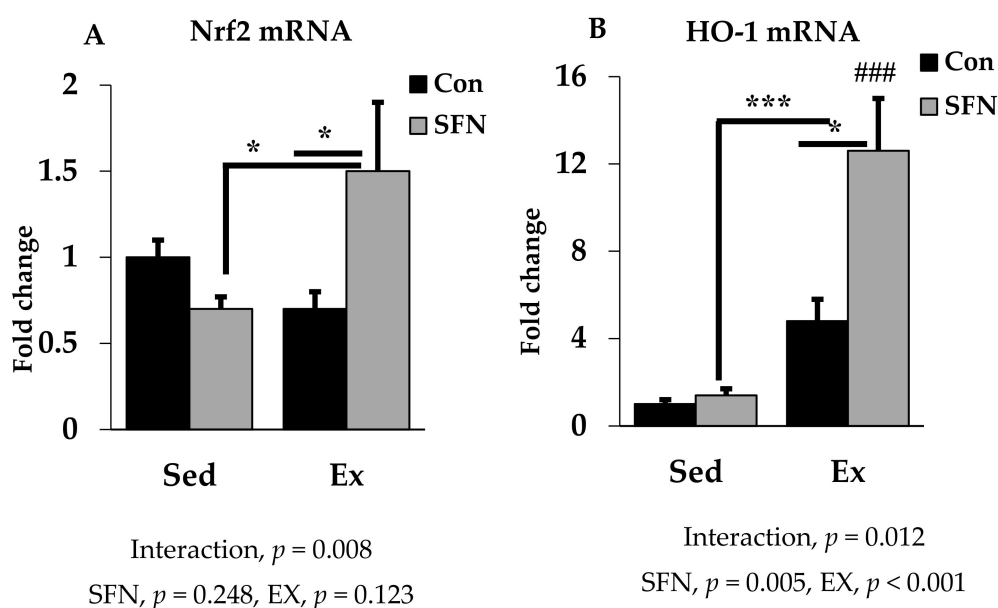 A
Nrf2 mRNA
Con
SFN
Fold change
2
1.5
1
0.5
0
*
*
Sed
Ex
Interaction, p = 0.008
SFN, p = 0.248, EX, p = 0.123
B
HO-1 mRNA
Con
SFN
Fold change
16
12
8
4
0
###
***
*
Sed
Ex
Interaction, p = 0.012
SFN, p = 0.005, EX, p < 0.001